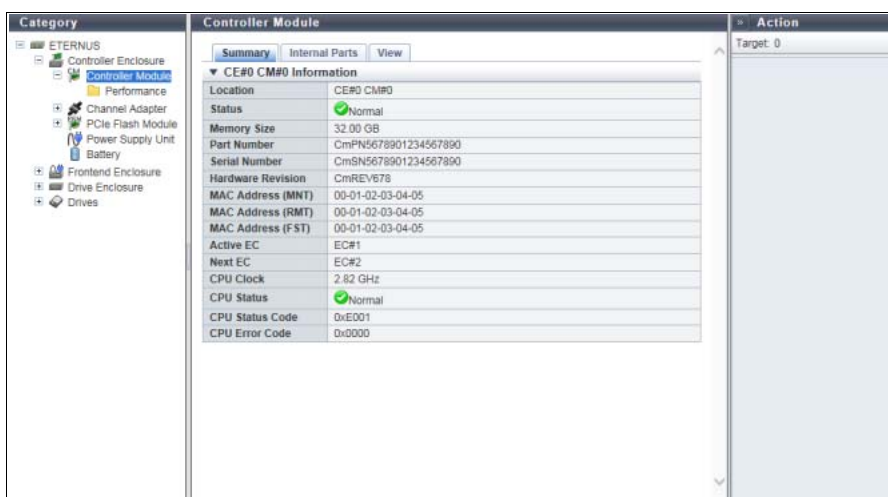 Category
ETERNUS
Controller Enclosure
Controller Module
Performance
Channel Adapter
PCIe Flash Module
Power Supply Unit
Battery
Frontend Enclosure
Drive Enclosure
Drives
Controller Module
Summary Internal Parts View
CE#0 CM#0 Information
Location CE#0 CM#0
Status Normal
Memory Size 32.00 GB
Part Number CmPN5678901234567890
Serial Number CmSN5678901234567890
Hardware Revision CmREV678
MAC Address (MNT) 00-01-02-03-04-05
MAC Address (RMT) 00-01-02-03-04-05
MAC Address (FST) 00-01-02-03-04-05
Active EC EC#1
Next EC EC#2
CPU Clock 2.82 GHz
CPU Status Normal
CPU Status Code 0xE001
CPU Error Code 0x0000
» Action
Target: 0